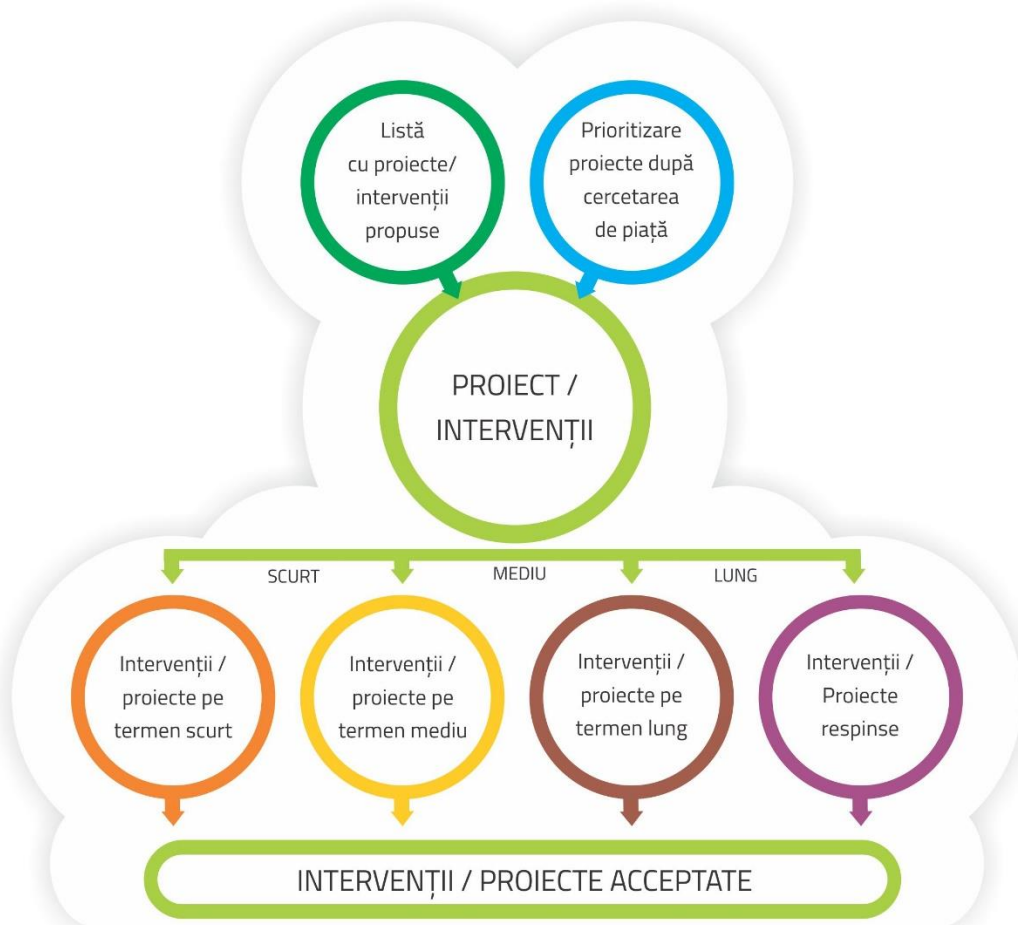 Listă
cu proiecte/
intervenții
propuse
Prioritizare
proiecte după
cercetarea
de piață
PROIECT /
INTERVENȚII
SCURT
MEDIU
LUNG
Intervenții /
proiecte pe
termen scurt
Intervenții /
proiecte pe
termen mediu
Intervenții /
proiecte pe
termen lung
Intervenții /
Proiecte
respinse
INTERVENȚII / PROIECTE ACCEPTATE